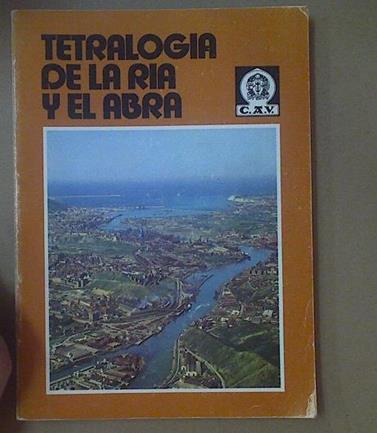 TETRALOGIA
DE LA RIA
Y EL ABRA
C.A.V.